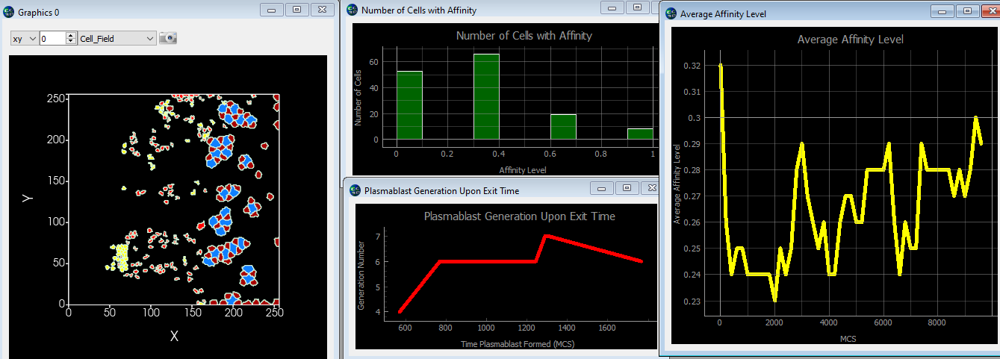 Graphics 0
xy 0 Cell_Field
250
200
150
100
50
0
0 50 100 150 200 250
Y
X
Number of Cells with Affinity
Number of Cells with Affinity
Number of Cells
60
40
20
0
0 0.2 0.4 0.6 0.8 1
Affinity Level
Plasmablast Generation Upon Exit Time
Plasmablast Generation Upon Exit Time
Generation Number
7
6
5
4
600 800 1000 1200 1400 1600
Time Plasmablast Formed (MCS)
Average Affinity Level
Average Affinity Level
Average Affinity Level
0.32
0.31
0.3
0.29
0.28
0.27
0.26
0.25
0.24
0.23
0 2000 4000 6000 8000
MCS